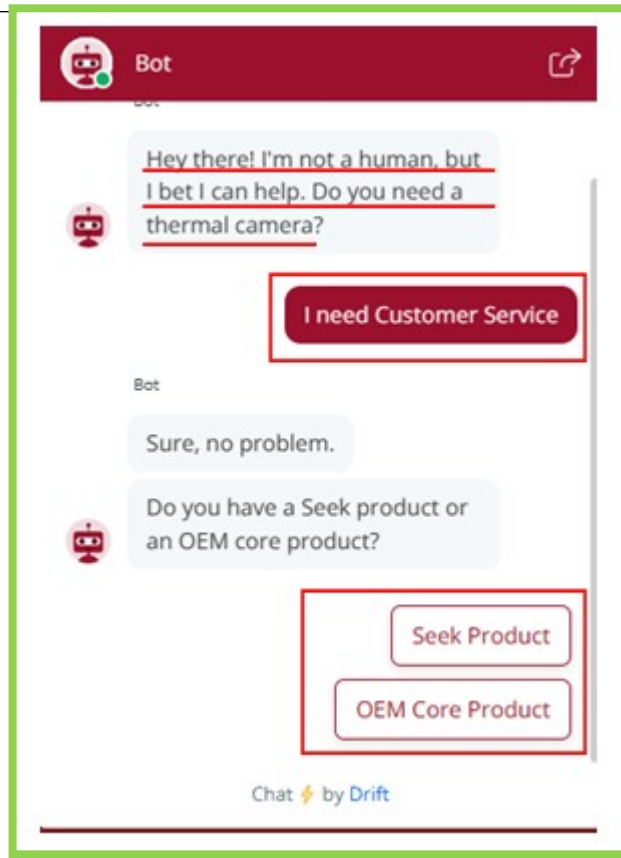 Bot
Bot
Hey there! I'm not a human, but
I bet I can help. Do you need a
thermal camera?
I need Customer Service
Bot
Sure, no problem.
Do you have a Seek product or
an OEM core product?
Seek Product
OEM Core Product
Chat ⚡ by Drift